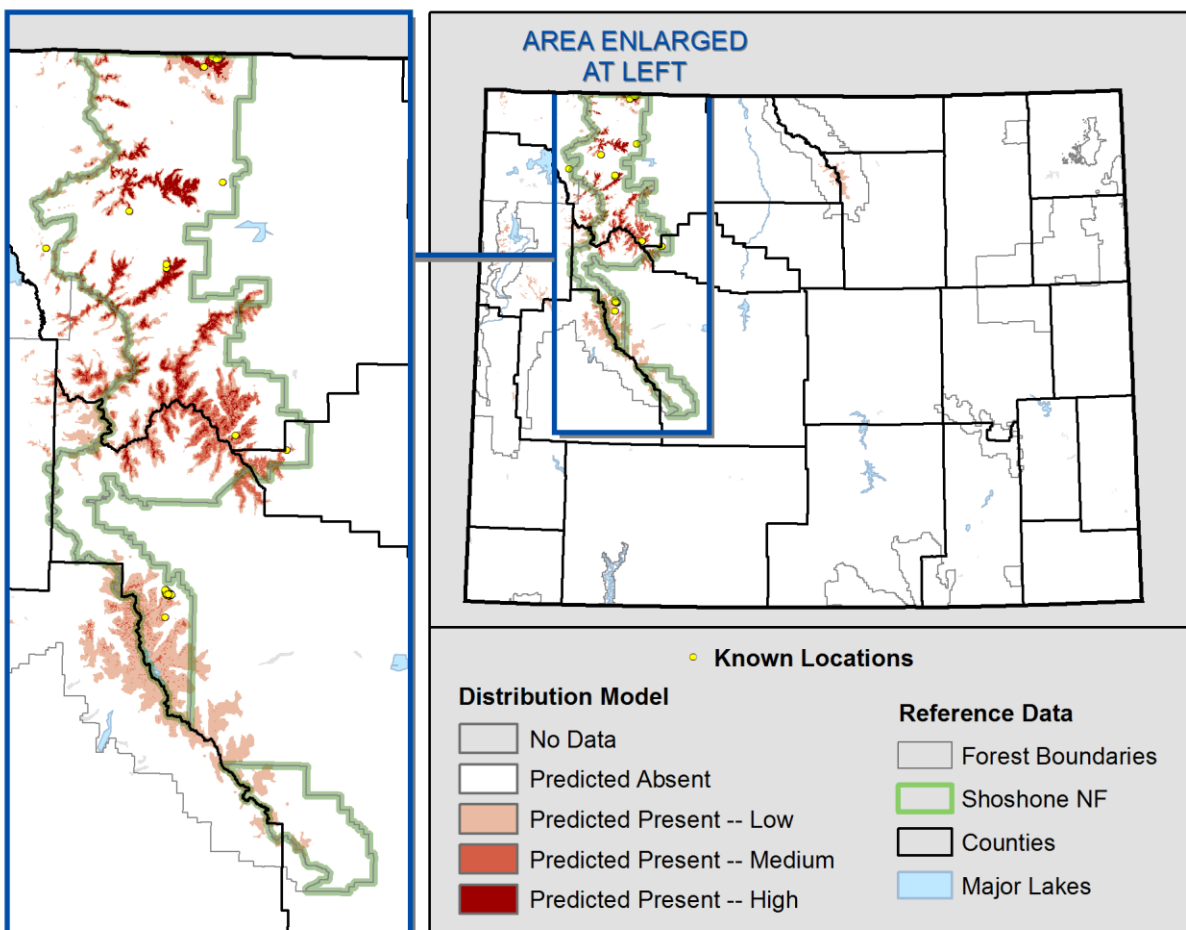 AREA ENLARGED
AT LEFT
Known Locations
Distribution Model
No Data
Predicted Absent
Predicted Present -- Low
Predicted Present -- Medium
Predicted Present -- High
Reference Data
Forest Boundaries
Shoshone NF
Counties
Major Lakes